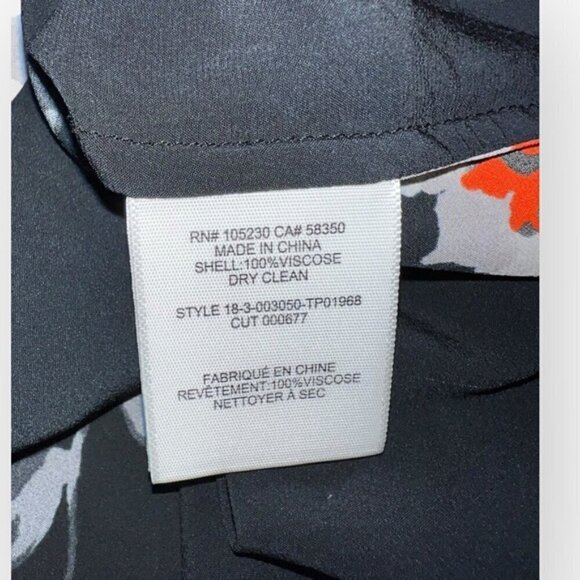 RN# 105230 CA# 58350
MADE IN CHINA
SHELL:100%VISCOSE
DRY CLEAN
STYLE 18-3-003050-TP01968
CUT 000677
FABRIQUÉ EN CHINE
REVÊTEMENT:100%VISCOSE
NETTOYER À SEC